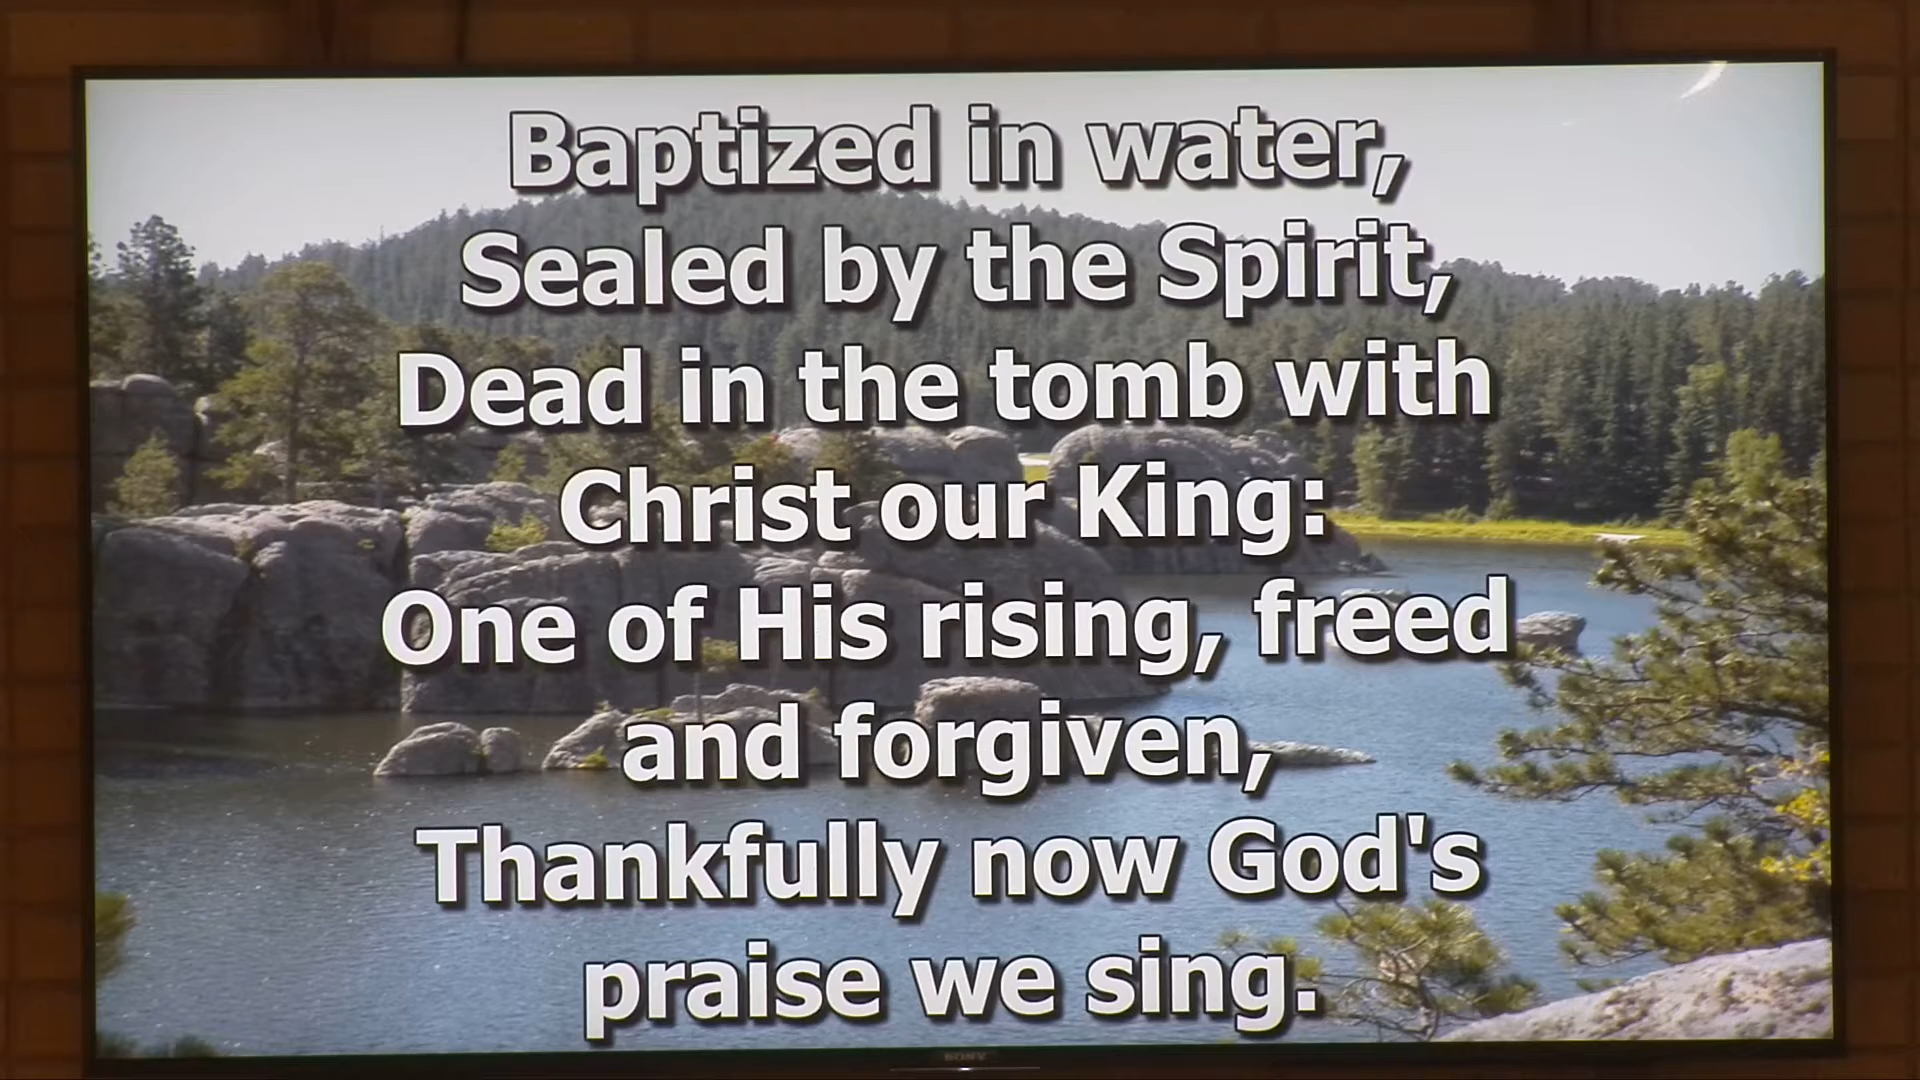 Baptized in water,
Sealed by the Spirit,
Dead in the tomb with
Christ our King:
One of His rising, freed
and forgiven,
Thankfully now God's
praise we sing.
SONY